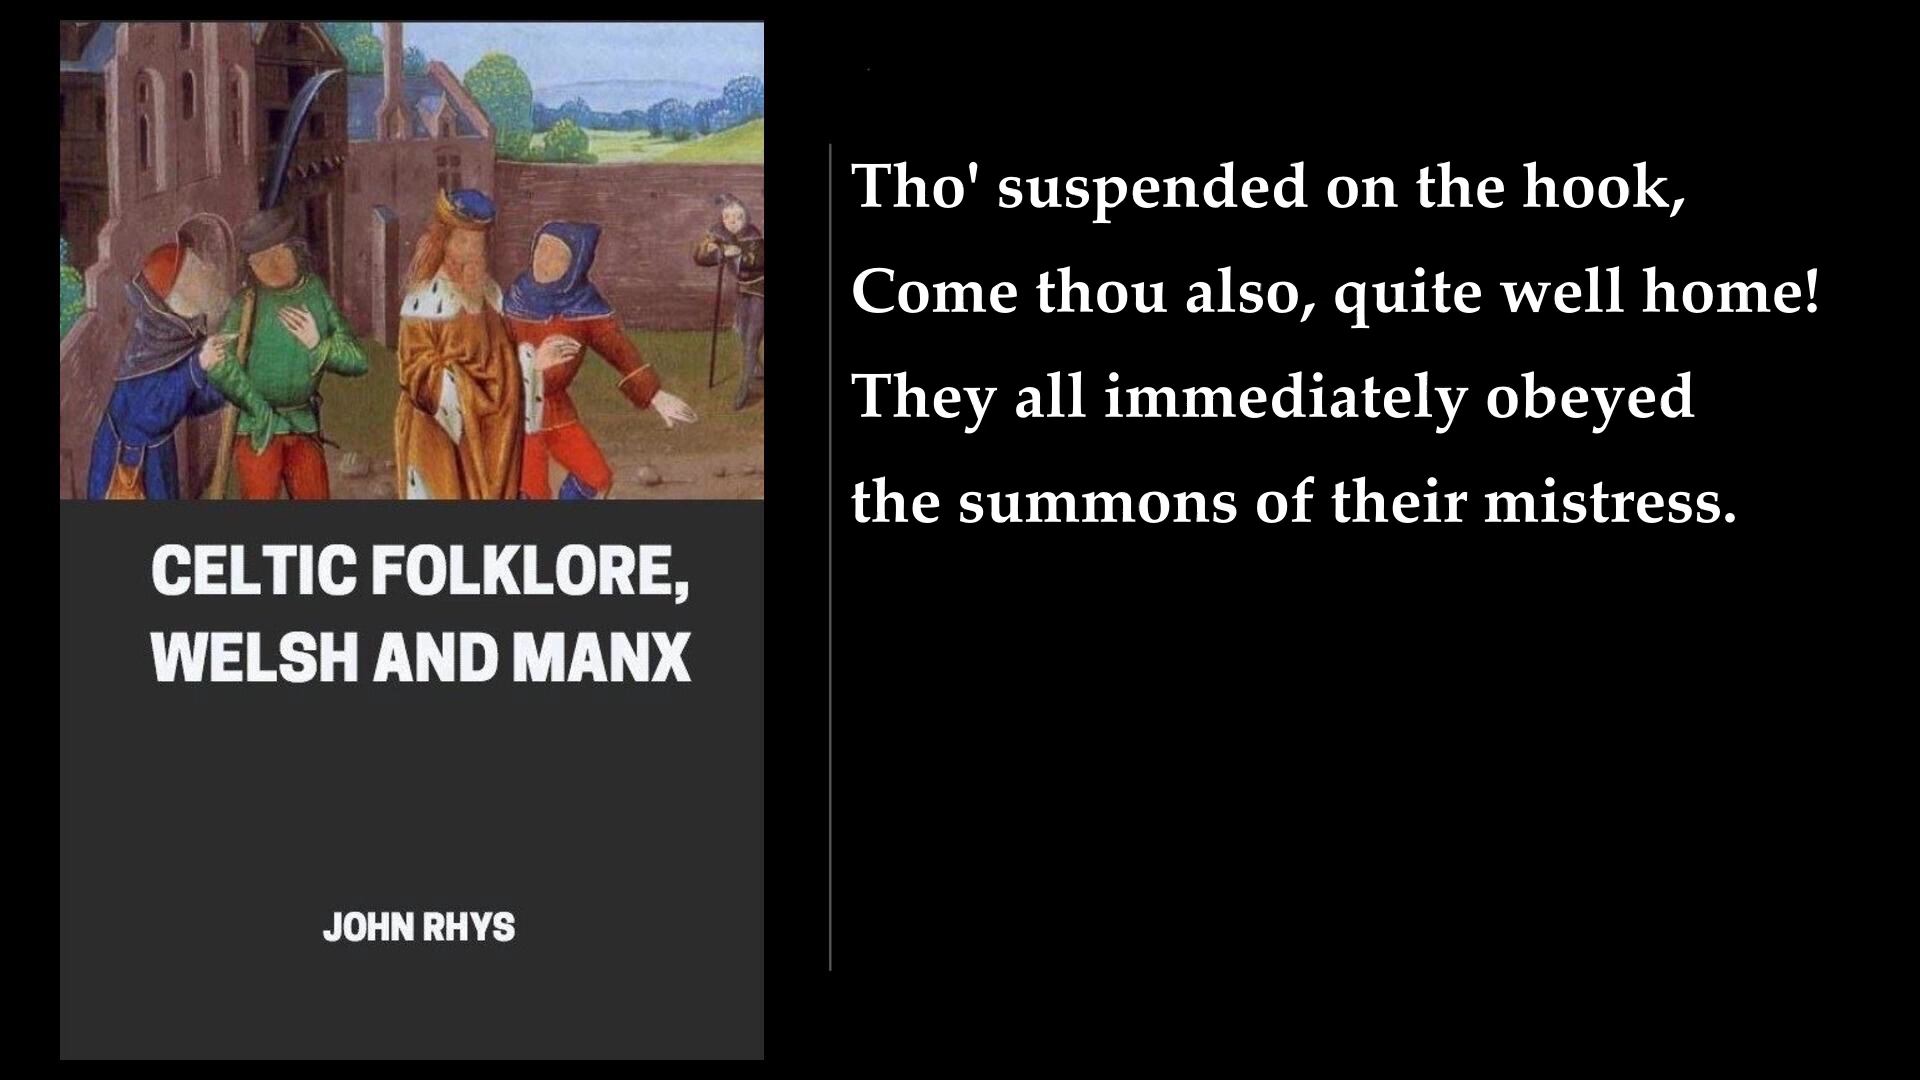 CELTIC FOLKLORE,
WELSH AND MANX
JOHN RHYS
Tho' suspended on the hook,
Come thou also, quite well home!
They all immediately obeyed
the summons of their mistress.